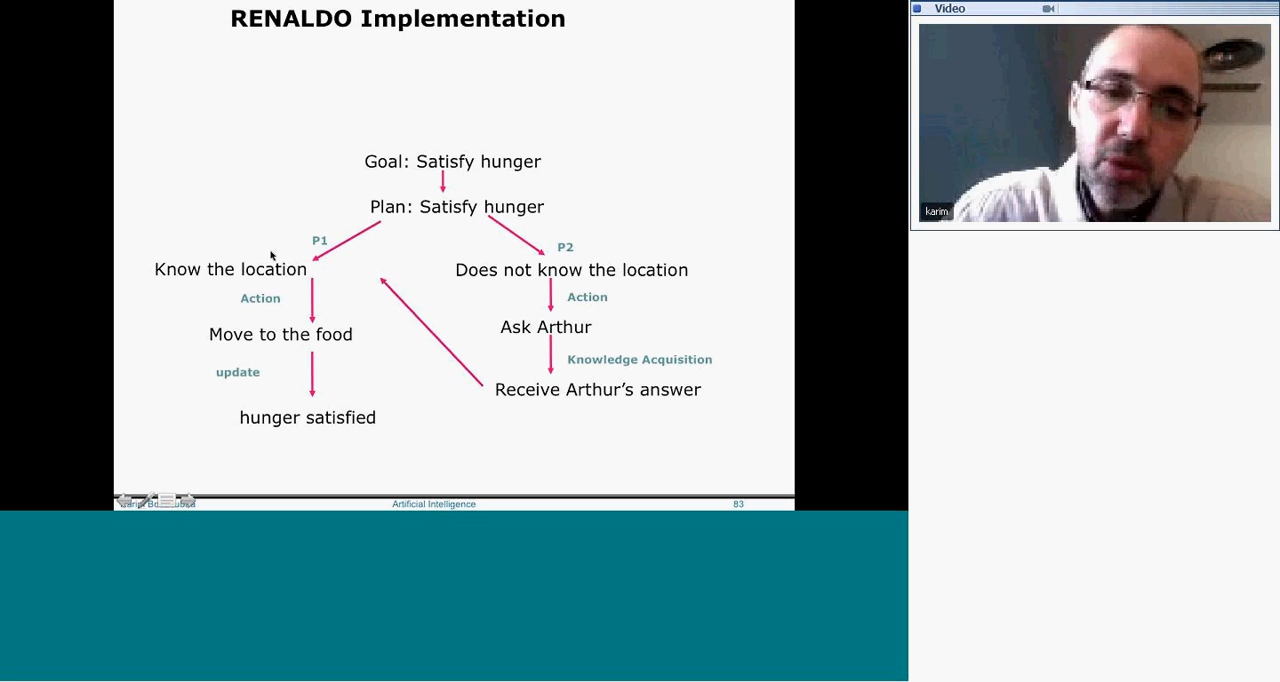 RENALDO Implementation
Video
karim
Goal: Satisfy hunger
Plan: Satisfy hunger
P1
P2
Know the location
Does not know the location
Action
Action
Move to the food
Ask Arthur
update
Knowledge Acquisition
Receive Arthur’s answer
hunger satisfied
Artificial Intelligence
83